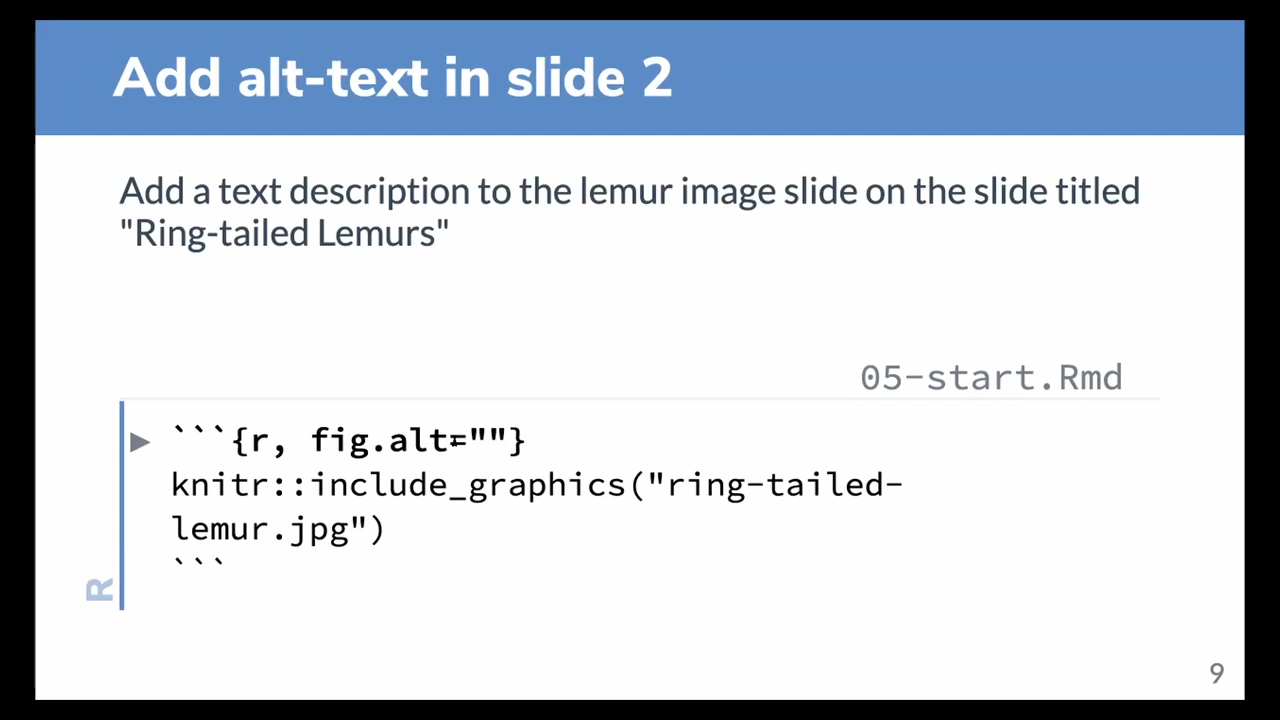 Add alt-text in slide 2
Add a text description to the lemur image slide on the slide titled
"Ring-tailed Lemurs"
05-start.Rmd
```{r, fig.alt=""}
knitr::include_graphics("ring-tailed-
lemur.jpg")
```
R
9